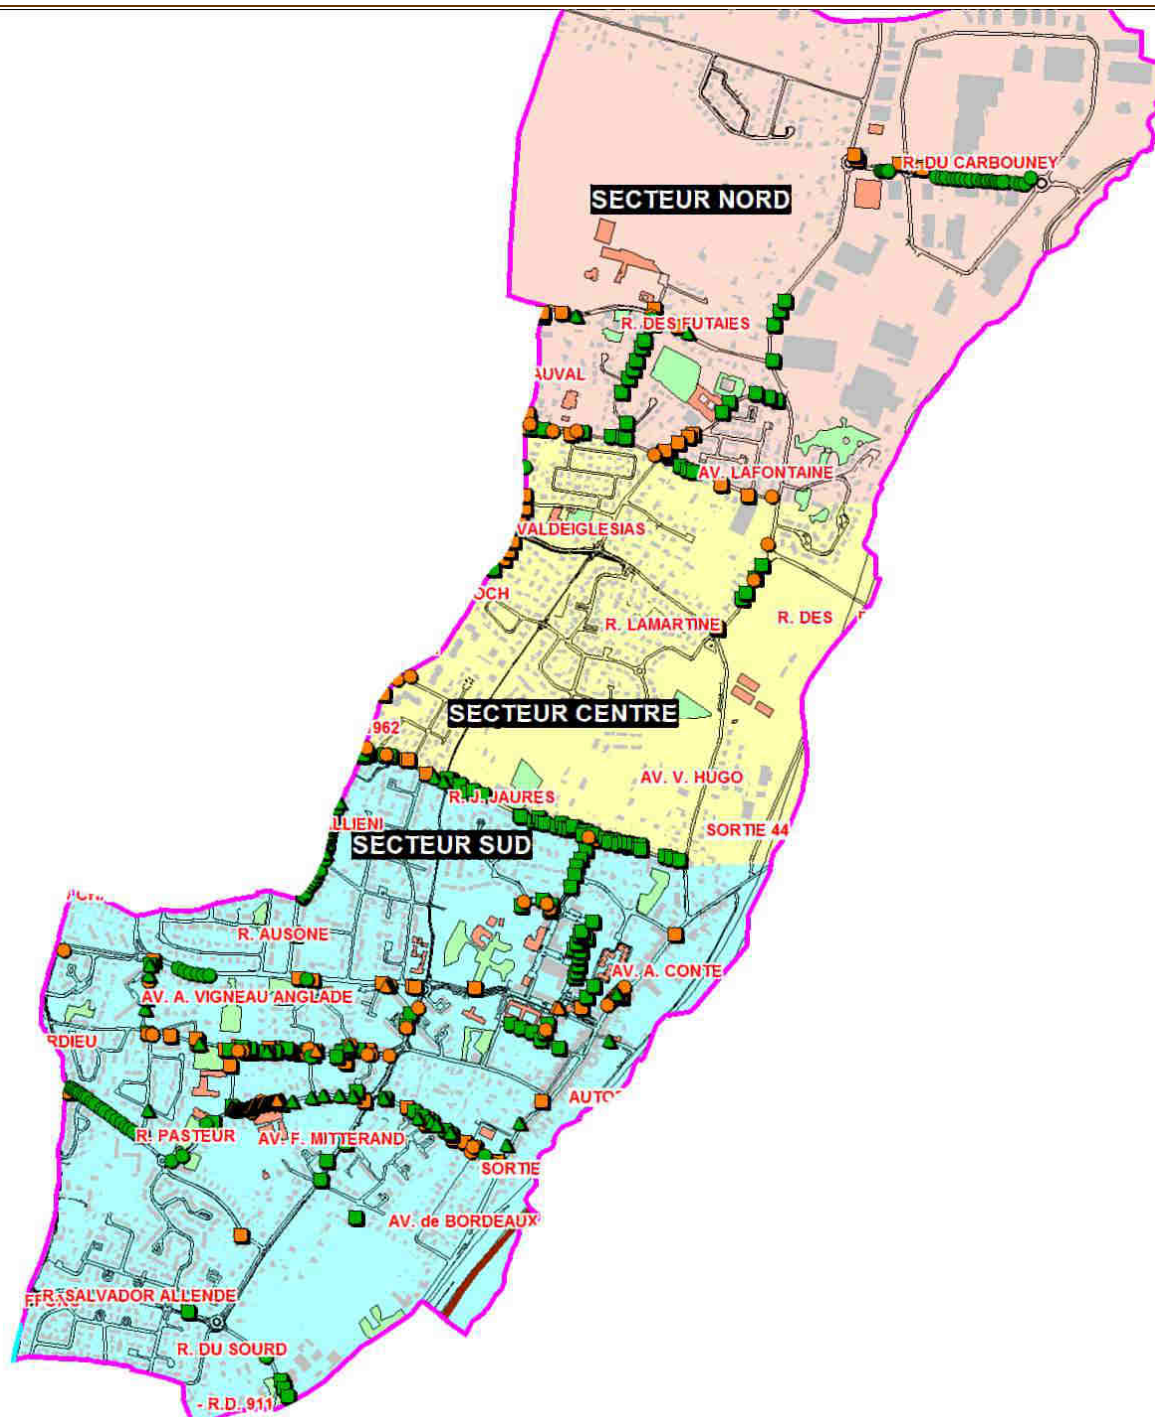 R. DU CARBOUNEY
SECTEUR NORD
R. DES FUTAIES
AUVAL
AV. LAFONTAINE
VALDEIGLESIAS
OCH
R. LAMARTINE
R. DES
SECTEUR CENTRE
962
AV. V. HUGO
R. J. JAURES
LLIENI
SORTIE 44
SECTEUR SUD
R. AUSONE
AV. A. CONTE
AV. A. VIGNEAU ANGLADE
RDIEU
R. PASTEUR
AV. F. MITTERAND
SORTIE
AV. de BORDEAUX
R. SALVADOR ALLENDE
R. DU SOURD
- R.D. 911